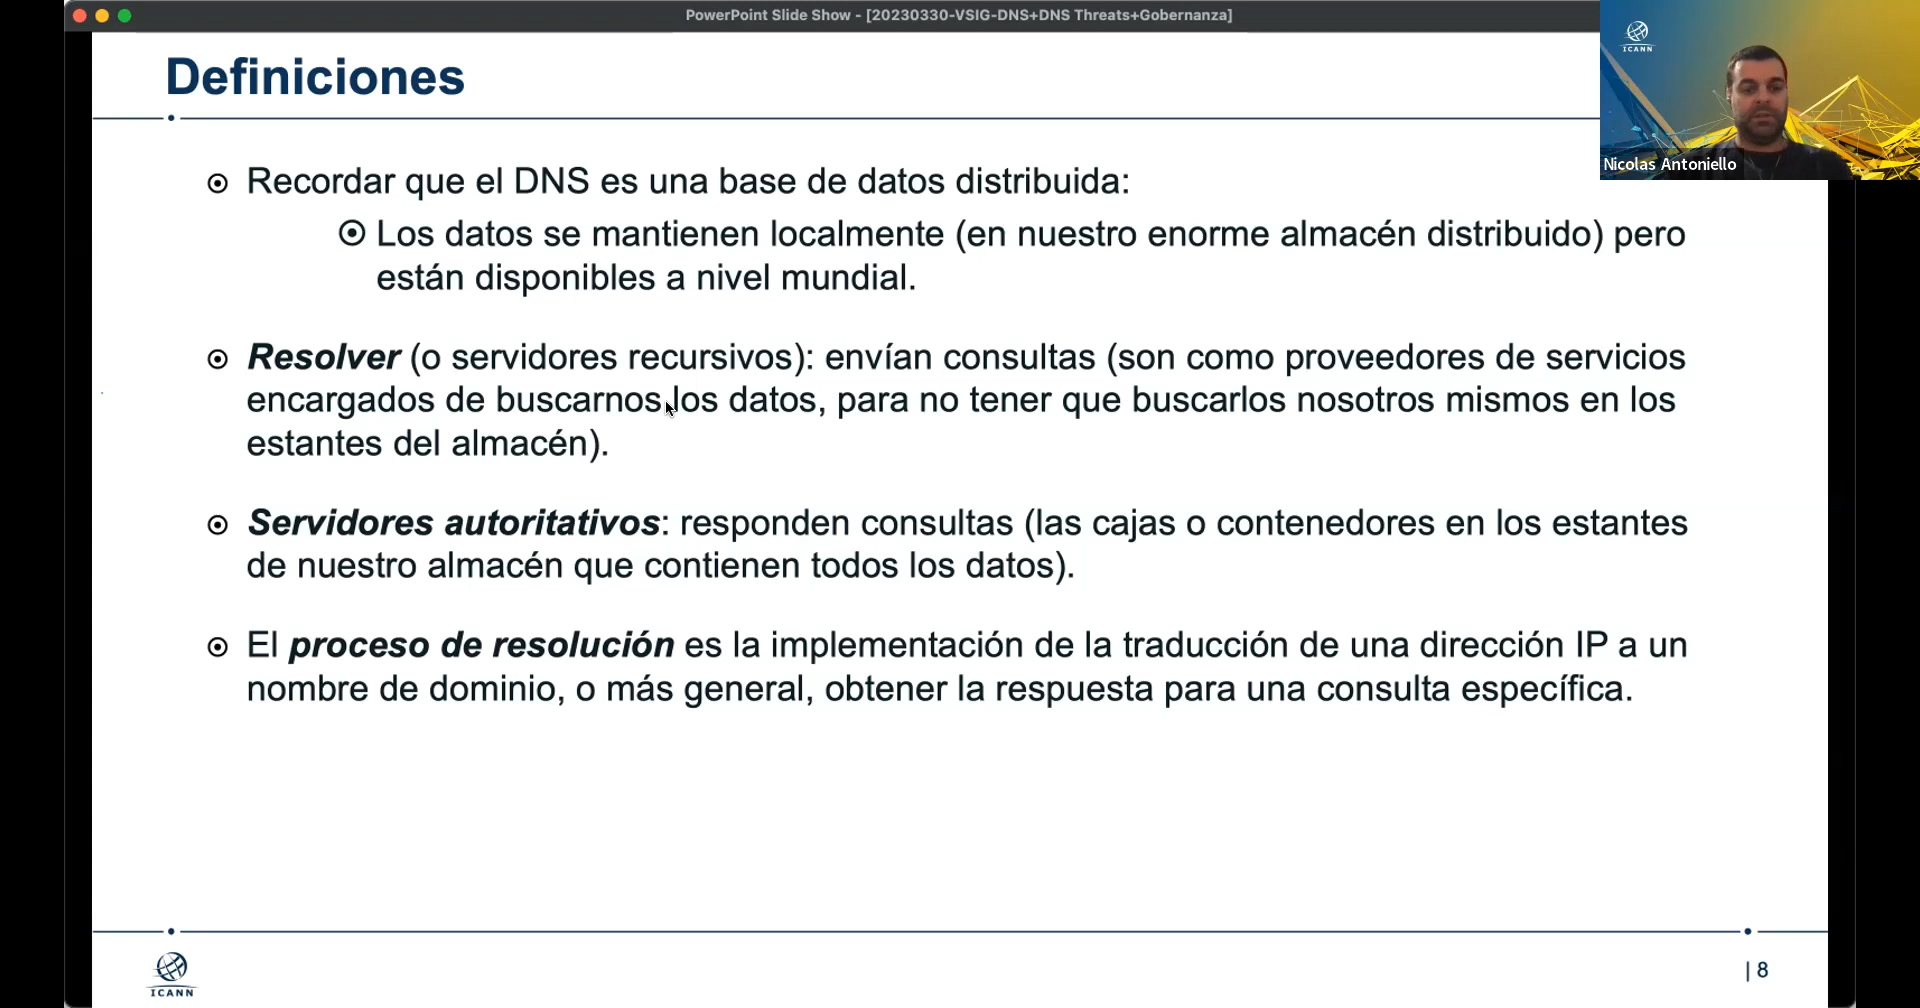 PowerPoint Slide Show - [20230330-VSIG-DNS+DNS Threats+Gobernanza]
Definiciones
ICANN
Nicolas Antoniello
Recordar que el DNS es una base de datos distribuida:
Los datos se mantienen localmente (en nuestro enorme almacén distribuido) pero
están disponibles a nivel mundial.
Resolver (o servidores recursivos): envían consultas (son como proveedores de servicios
encargados de buscarnos los datos, para no tener que buscarlos nosotros mismos en los
estantes del almacén).
Servidores autoritativos: responden consultas (las cajas o contenedores en los estantes
de nuestro almacén que contienen todos los datos).
El proceso de resolución es la implementación de la traducción de una dirección IP a un
nombre de dominio, o más general, obtener la respuesta para una consulta específica.
ICANN
| 8